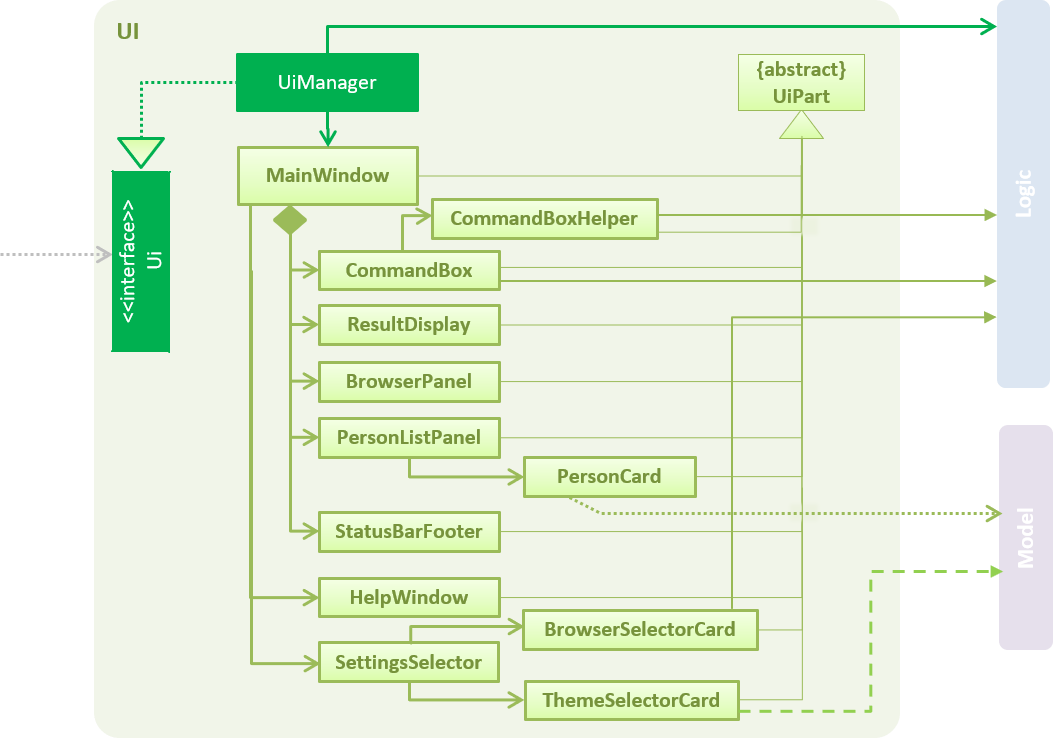 UI
UiManager
{abstract}
UiPart
MainWindow
<<interface>>
Ui
CommandBoxHelper
CommandBox
ResultDisplay
BrowserPanel
PersonListPanel
PersonCard
StatusBarFooter
HelpWindow
BrowserSelectorCard
SettingsSelector
ThemeSelectorCard
Logic
Model